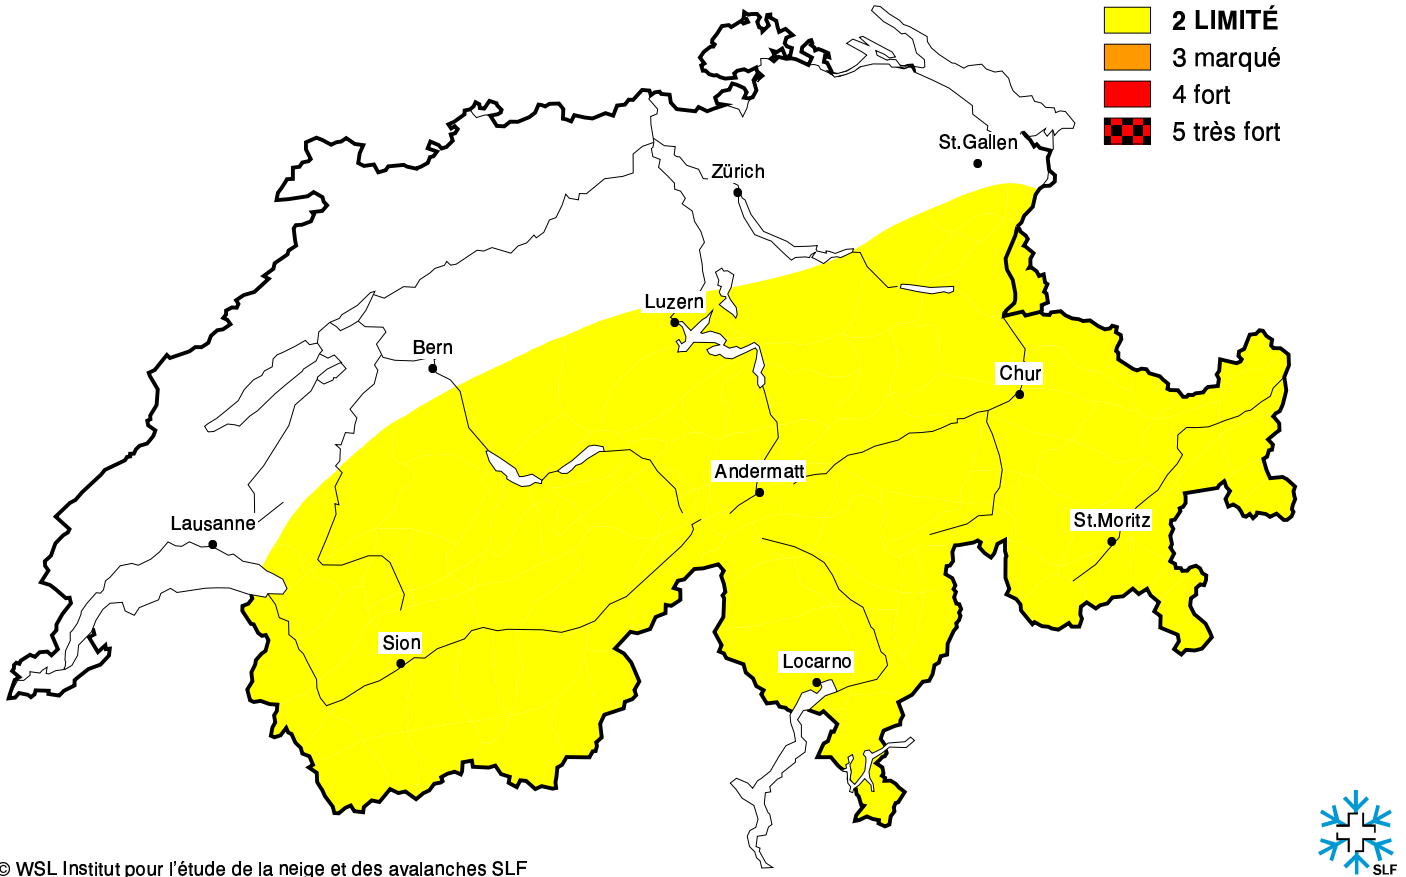 2 LIMITÉ
3 marqué
4 fort
5 très fort
St.Gallen
Zürich
Luzern
Bern
Chur
Andermatt
Lausanne
St.Moritz
Sion
Locarno
© WSL Institut pour l'étude de la neige et des avalanches SLF
SLF